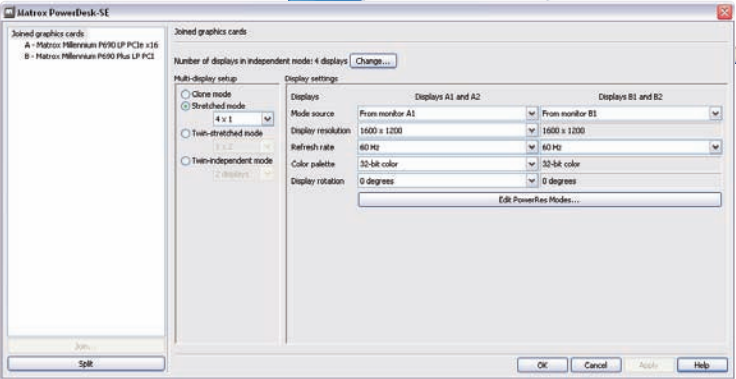 Matrox PowerDesk-SE
Joined graphics cards
A - Matrox Millennium P690 LP PCIe x16
B - Matrox Millennium P690 Plus LP PCI
Join...
Split
Joined graphics cards
Number of displays in independent mode: 4 displays Change...
Multi-display setup
Clone mode
Stretched mode
4 x 1
Twin-stretched mode
Twin-independent mode
2 displays
Display settings
Displays Displays A1 and A2 Displays B1 and B2
Mode source From monitor A1 From monitor B1
Display resolution 1600 x 1200 1600 x 1200
Refresh rate 60 Hz 60 Hz
Color palette 32-bit color 32-bit color
Display rotation 0 degrees 0 degrees
Edit PowerRes Modes...
OK Cancel Apply Help